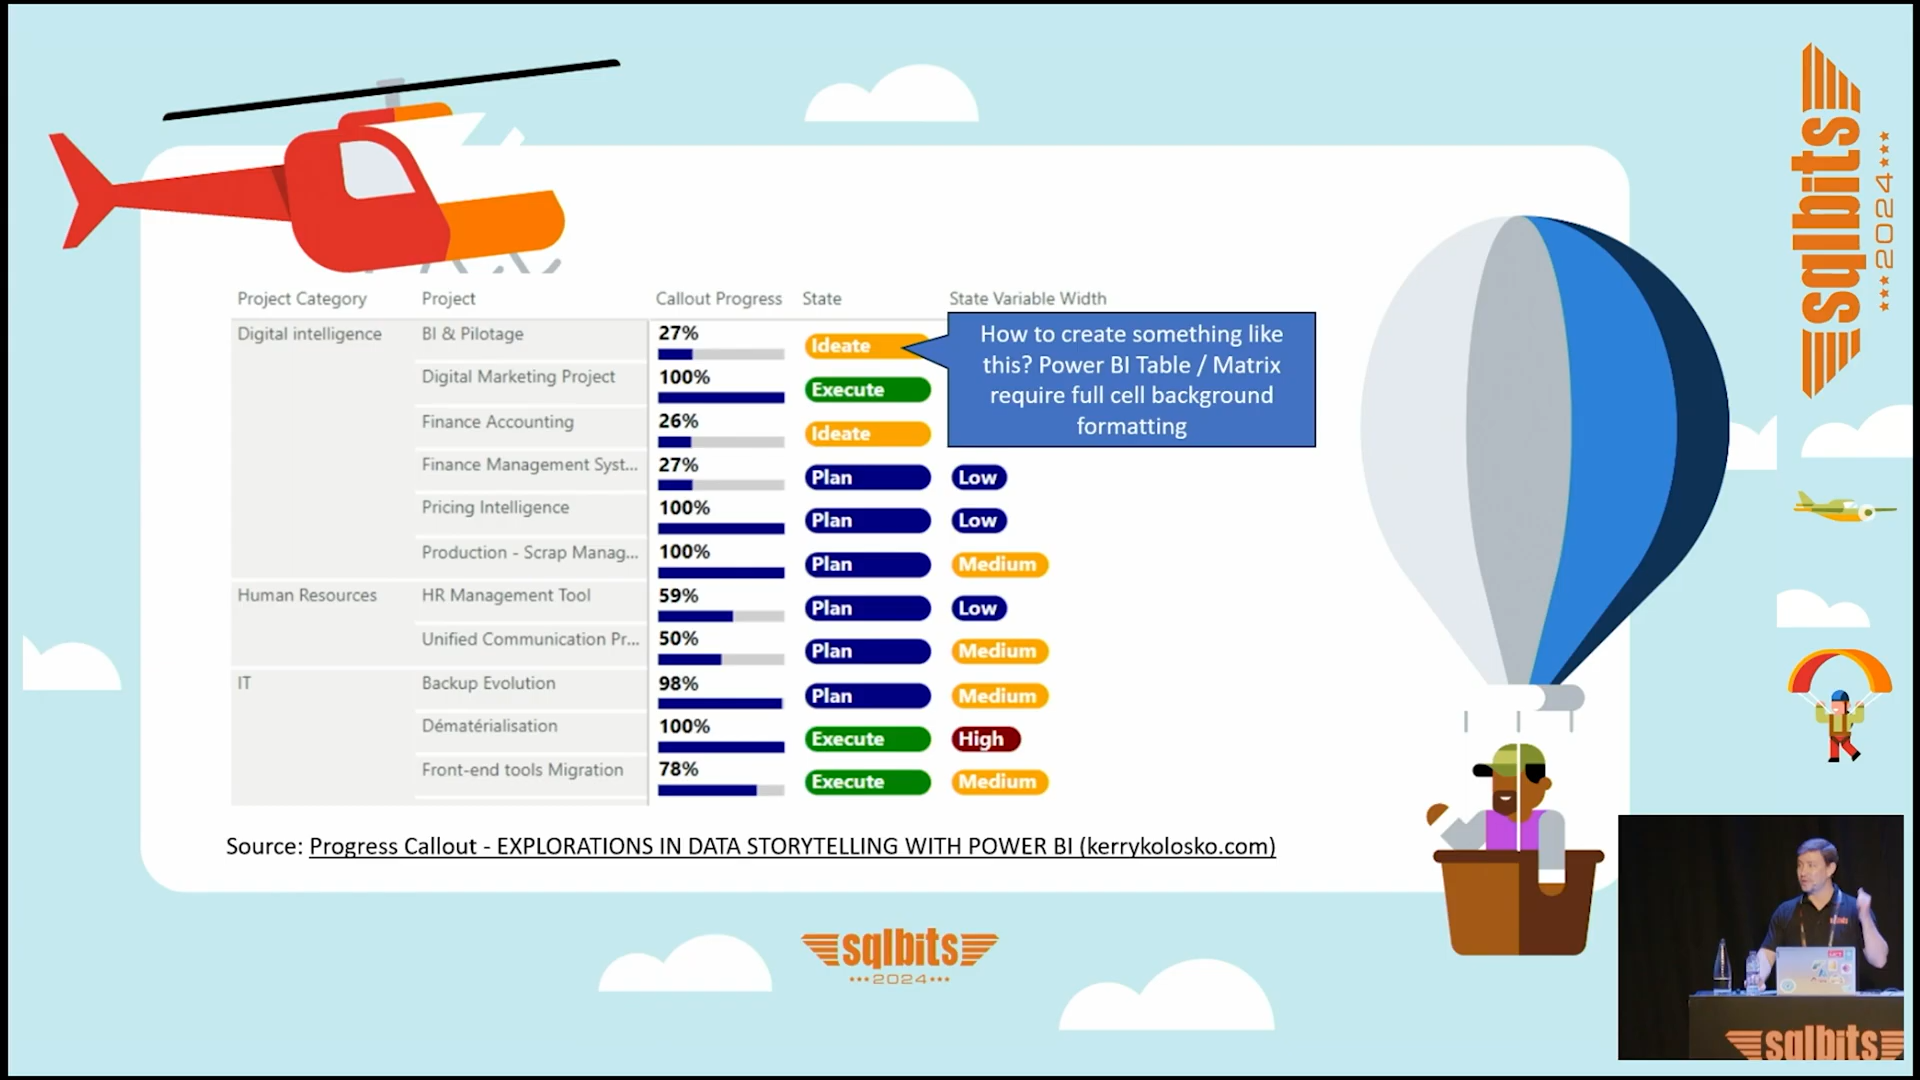 sqlbits
2024
Project Category Project Callout Progress State State Variable Width
Digital intelligence BI & Pilotage 27% Ideate
Digital Marketing Project 100% Execute
Finance Accounting 26% Ideate
Finance Management Syst... 27% Plan Low
Pricing Intelligence 100% Plan Low
Production - Scrap Manag... 100% Plan Medium
Human Resources HR Management Tool 59% Plan Low
Unified Communication Pr... 50% Plan Medium
IT Backup Evolution 98% Plan Medium
Dématérialisation 100% Execute High
Front-end tools Migration 78% Execute Medium
How to create something like
this? Power BI Table / Matrix
require full cell background
formatting
Source: Progress Callout - EXPLORATIONS IN DATA STORYTELLING WITH POWER BI (kerrykolosko.com)
sqlbits
2024
sqlbits